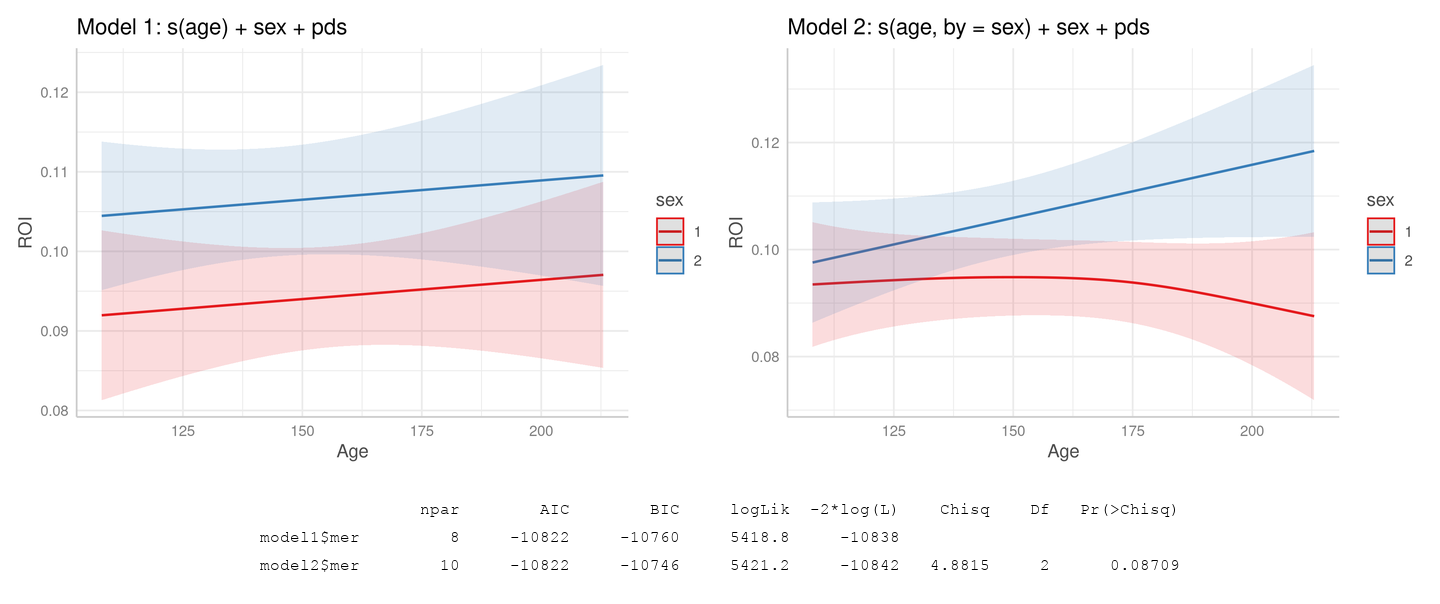 Model 1: s(age) + sex + pds
0.12
0.11
0.10
0.09
0.08
ROI
125 150 175 200
Age
sex
1
2
Model 2: s(age, by = sex) + sex + pds
0.12
0.10
0.08
ROI
125 150 175 200
Age
sex
1
2
npar AIC BIC logLik -2*log(L) Chisq Df Pr(>Chisq)
model1$mer 8 -10822 -10760 5418.8 -10838
model2$mer 10 -10822 -10746 5421.2 -10842 4.8815 2 0.08709